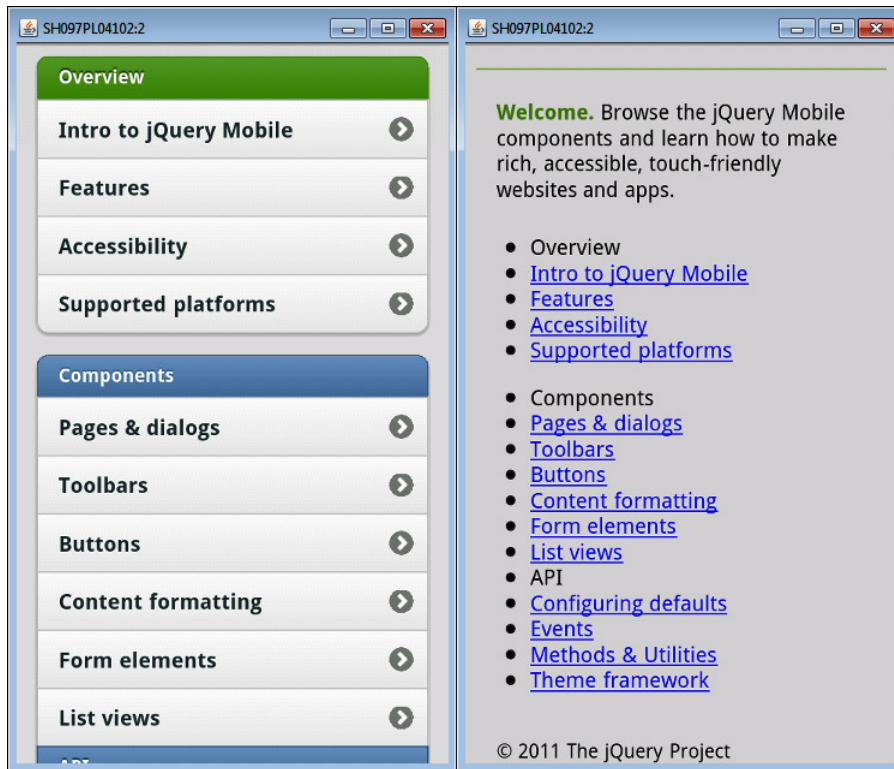 SH097PL04102:2
Overview
Intro to jQuery Mobile
Features
Accessibility
Supported platforms
Components
Pages & dialogs
Toolbars
Buttons
Content formatting
Form elements
List views
API
SH097PL04102:2
Welcome. Browse the jQuery Mobile
components and learn how to make
rich, accessible, touch-friendly
websites and apps.
Overview
Intro to jQuery Mobile
Features
Accessibility
Supported platforms
Components
Pages & dialogs
Toolbars
Buttons
Content formatting
Form elements
List views
API
Configuring defaults
Events
Methods & Utilities
Theme framework
© 2011 The jQuery Project